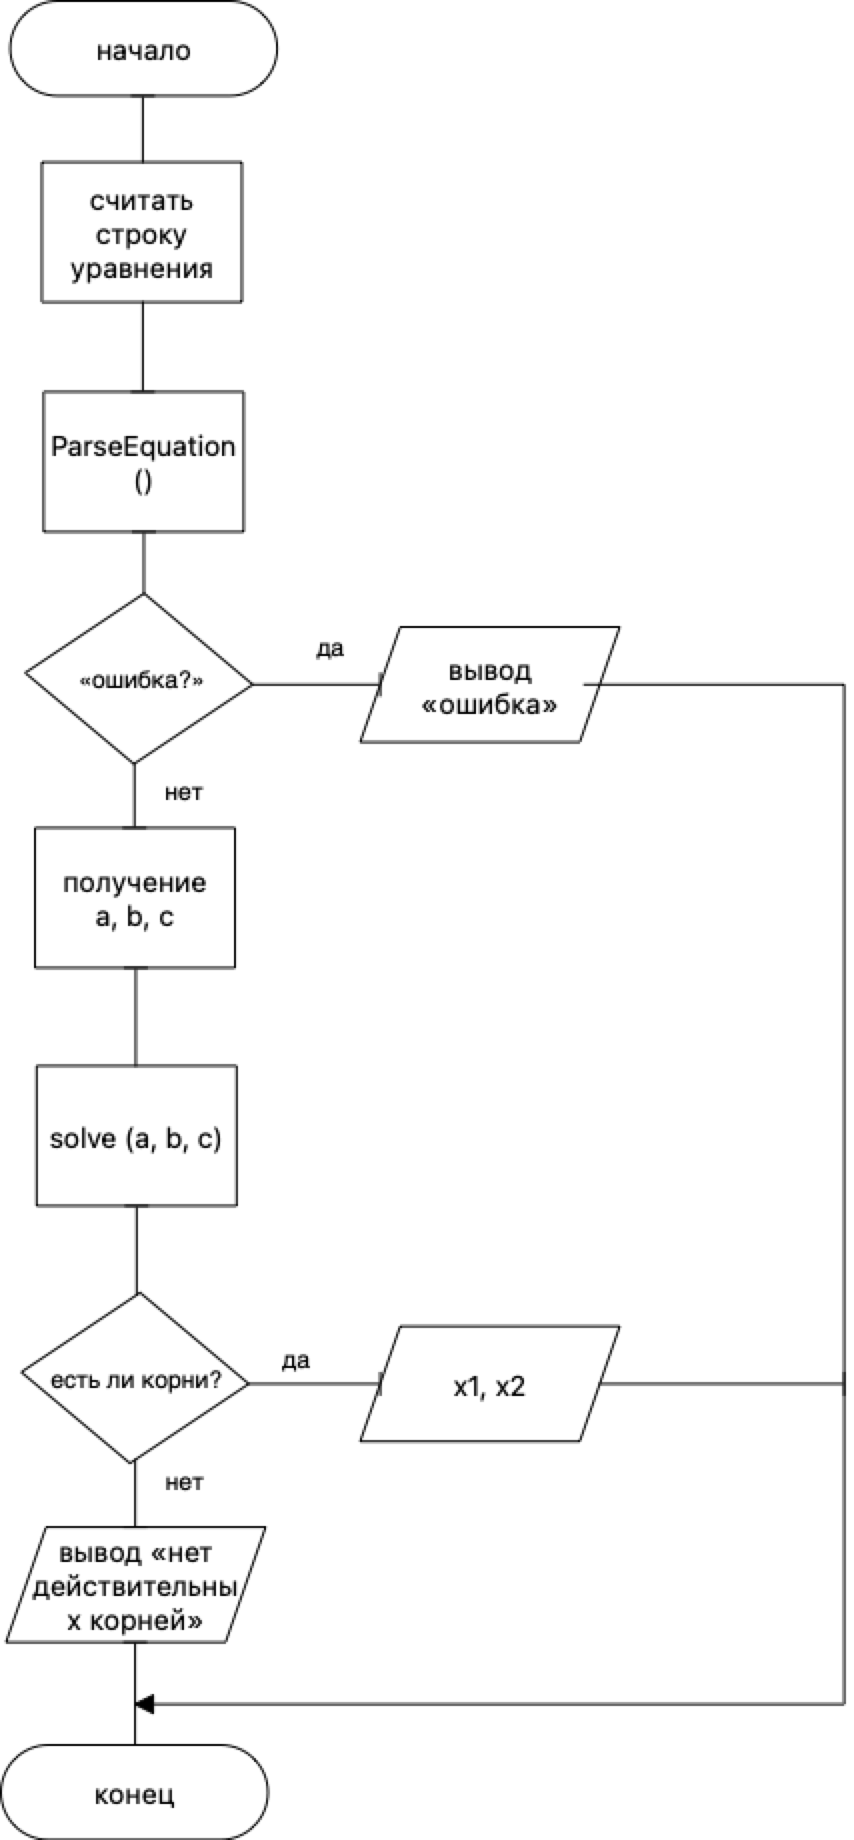 начало
считать
строку
уравнения
ParseEquation
()
«ошибка?»
да
вывод
«ошибка»
нет
получение
a, b, c
solve (a, b, c)
есть ли корни?
да
x1, x2
нет
вывод «нет
действительны
х корней»
конец